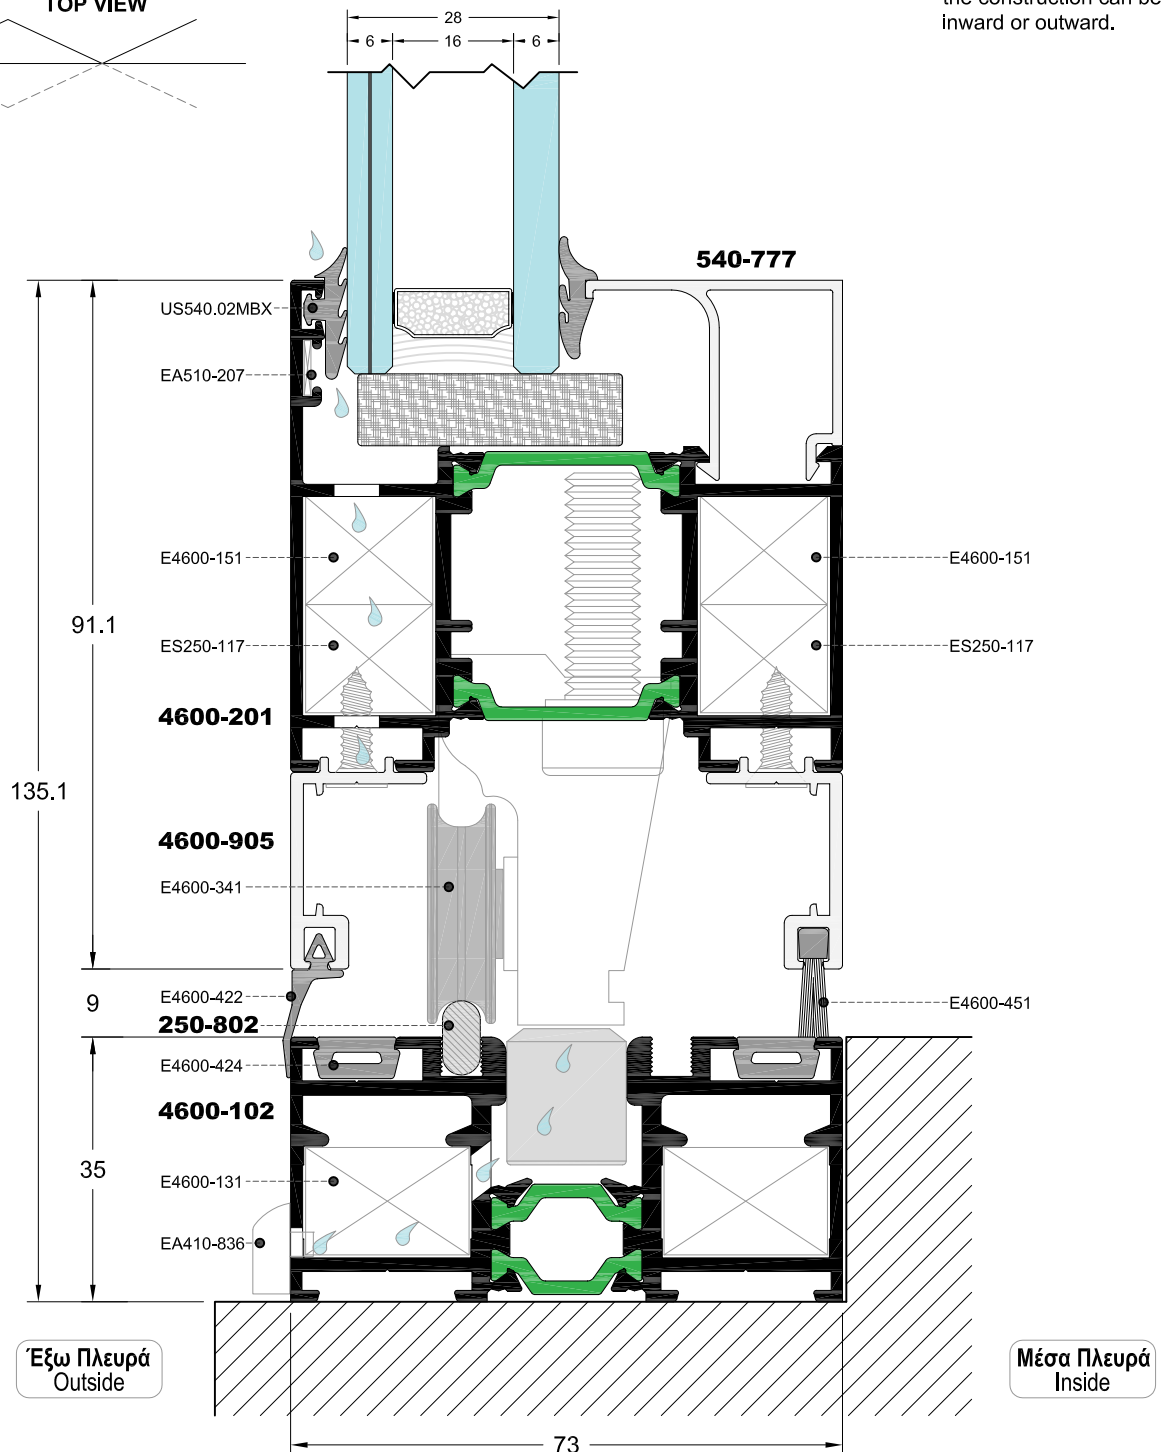 TOP VIEW
the construction can be
inward or outward.
28
6
16
6
540-777
US540.02MBX
EA510-207
E4600-151
E4600-151
91.1
ES250-117
ES250-117
4600-201
135.1
4600-905
E4600-341
E4600-422
E4600-451
9
250-802
E4600-424
4600-102
35
E4600-131
EA410-836
Έξω Πλευρά
Outside
Μέσα Πλευρά
Inside
73